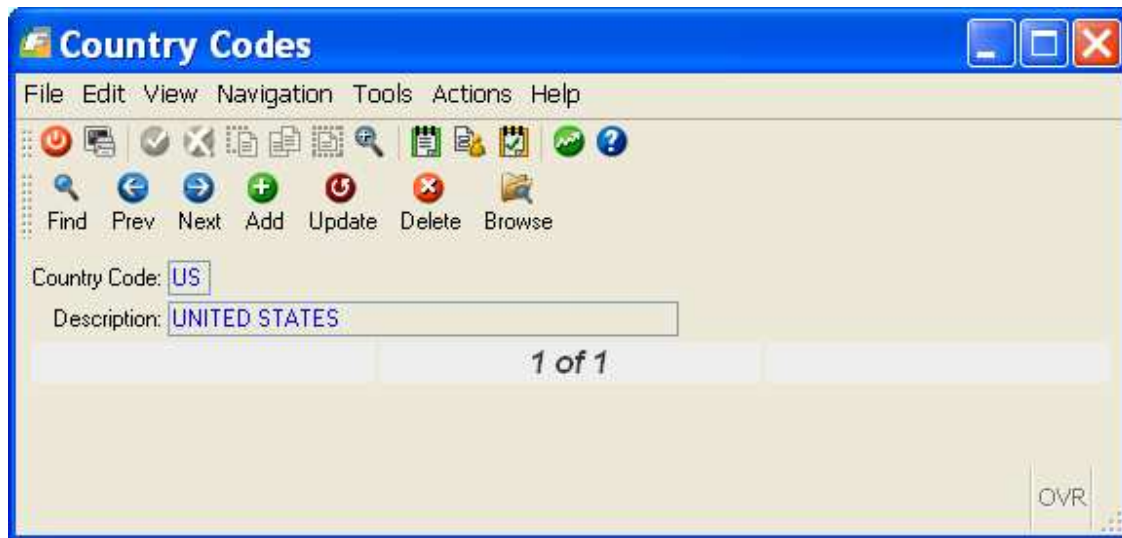 Country Codes
File Edit View Navigation Tools Actions Help
Find Prev Next Add Update Delete Browse
Country Code: US
Description: UNITED STATES
1 of 1
OVR